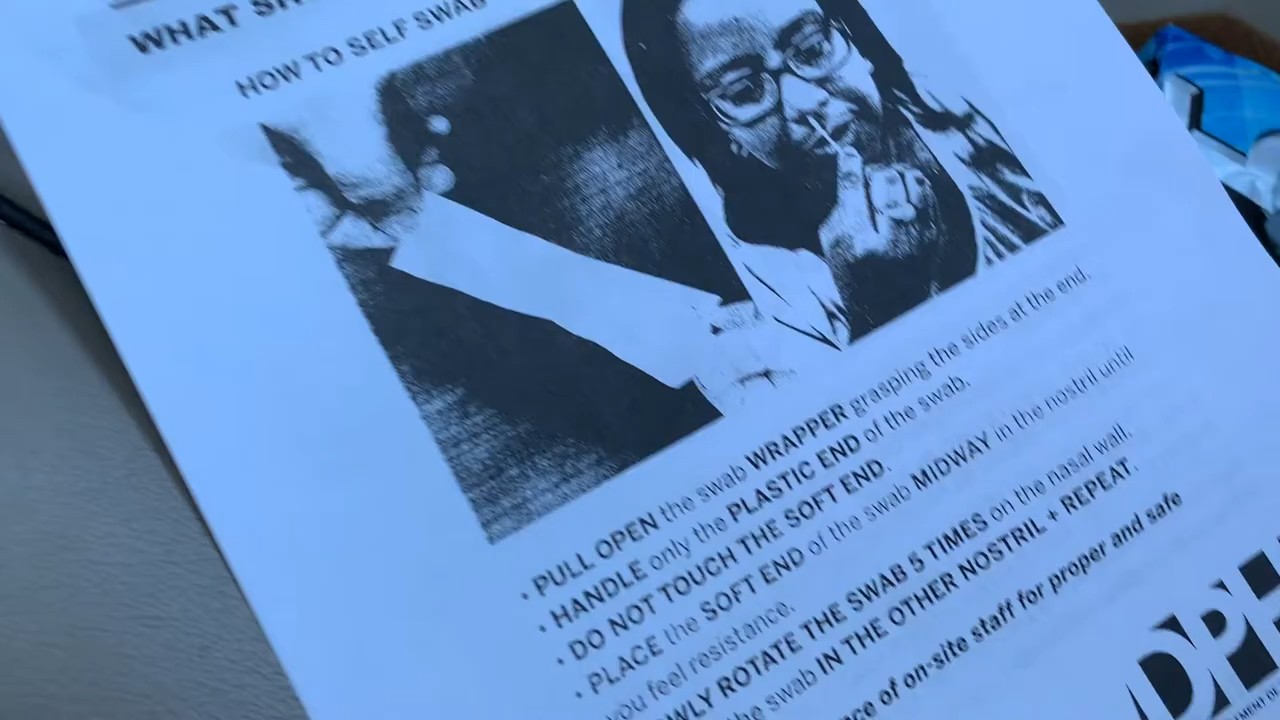 WHAT
HOW TO SELF SWAB
• PULL OPEN the swab WRAPPER grasping the sides at the end.
• HANDLE only the PLASTIC END of the swab.
• DO NOT TOUCH THE SOFT END.
• PLACE the SOFT END of the swab MIDWAY in the nostril until
you feel resistance.
ROTATE THE SWAB 5 TIMES on the nasal wall.
the swab IN THE OTHER NOSTRIL + REPEAT.
of on-site staff for proper and safe
DPH